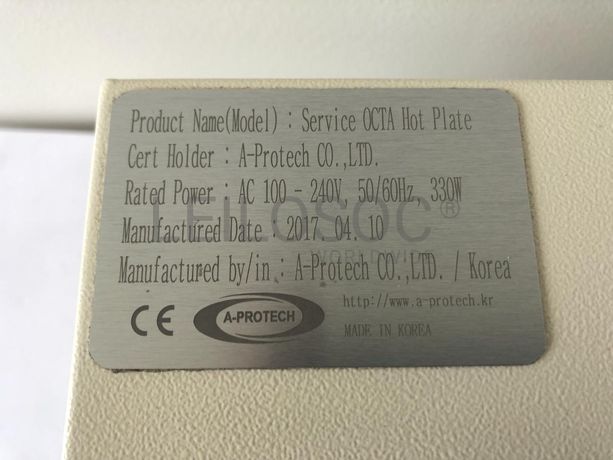 Product Name(Model) : Service OCTA Hot Plate
Cert Holder : A-Protech CO.,LTD.
Rated Power : AC 100 - 240V, 50/60Hz, 330W
LEILOSOC®
Manufactured Date : 2017. 04. 10
WORLDWIDE
Manufactured by/in : A-Protech CO.,LTD. / Korea
CE
A-PROTECH
http://www.a-protech.kr
MADE IN KOREA